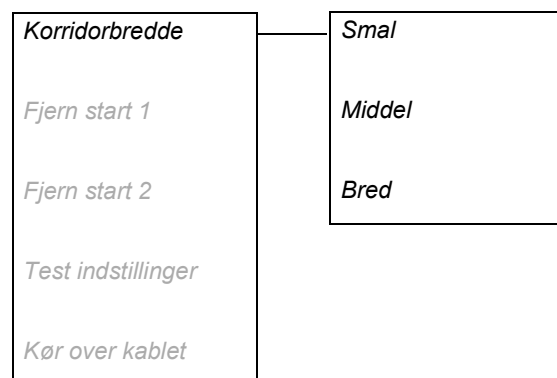 Korridorbredde
Fjern start 1
Fjern start 2
Test indstillinger
Kør over kablet
Smal
Middel
Bred